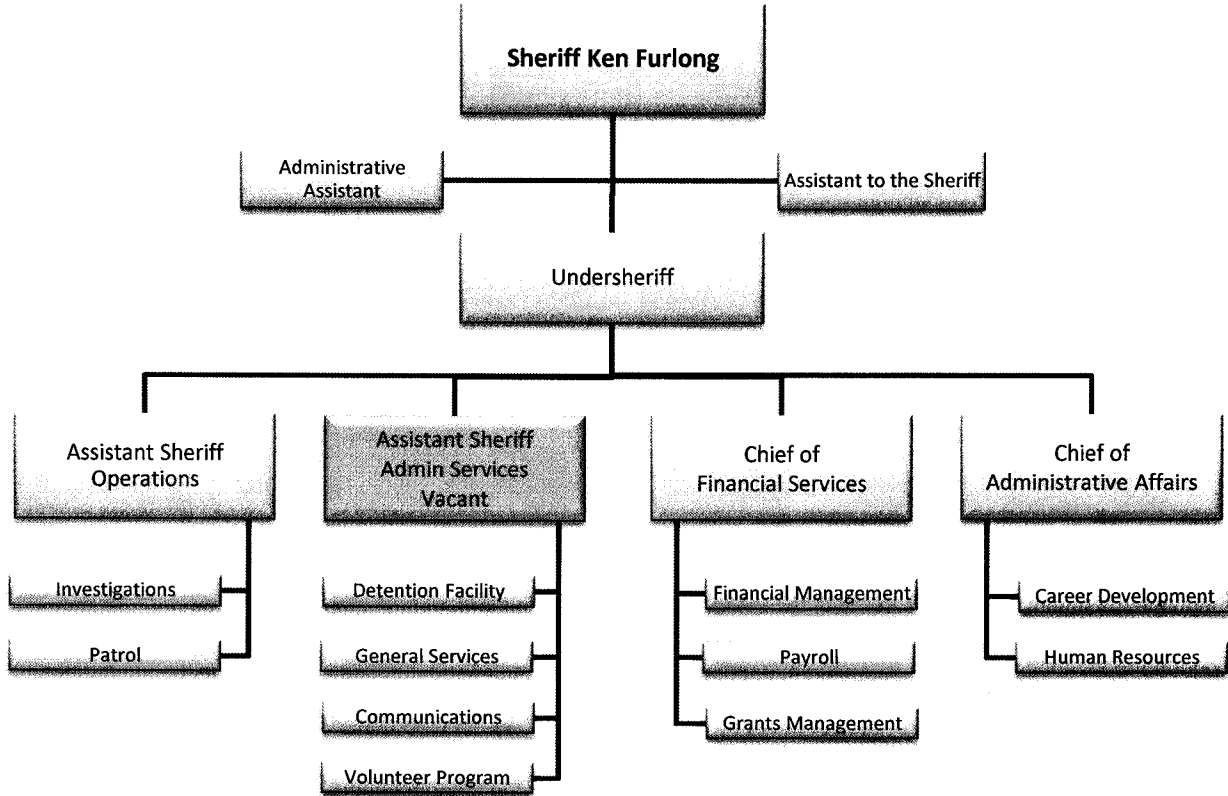 Sheriff Ken Furlong
Administrative
Assistant
Assistant to the Sheriff
Undersheriff
Assistant Sheriff
Operations
Assistant Sheriff
Admin Services
Vacant
Chief of
Financial Services
Chief of
Administrative Affairs
Investigations
Patrol
Detention Facility
General Services
Communications
Volunteer Program
Financial Management
Payroll
Grants Management
Career Development
Human Resources